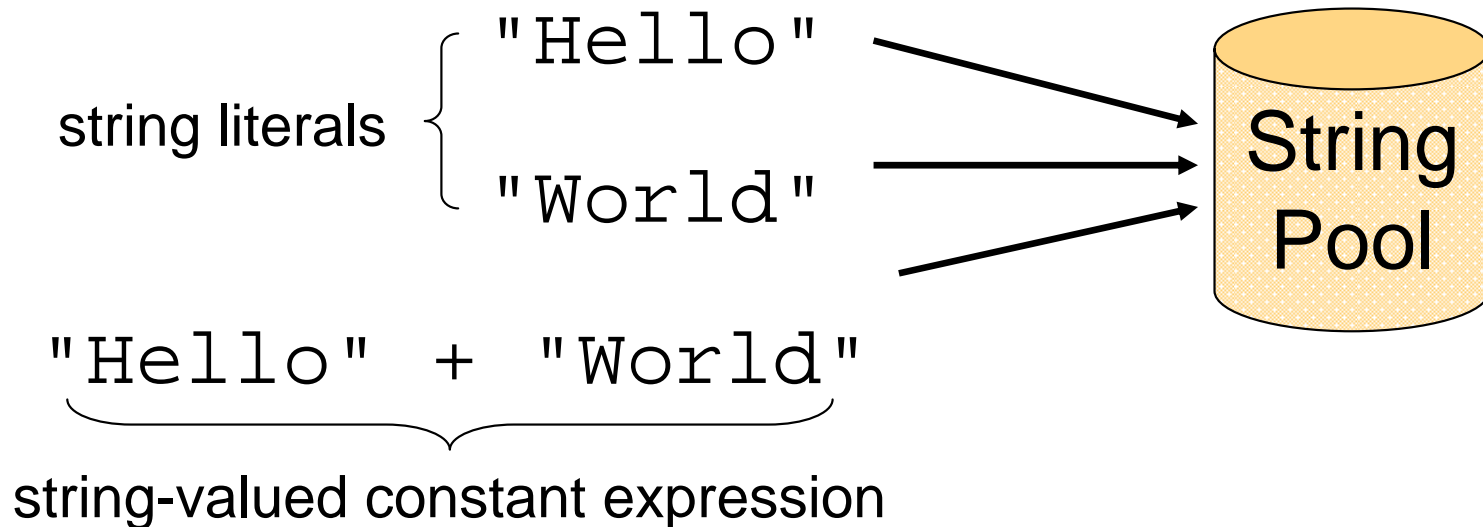 "Hello"
string literals
"World"
String
Pool
"Hello" + "World"
string-valued constant expression